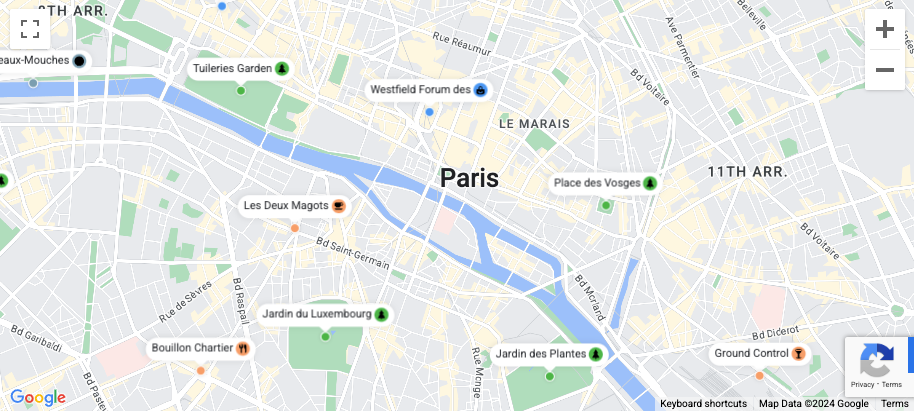 8TH ARR.
Rue Réaumur
Bellevile
Ave Parmentier
eaux-Mouches
Tuileries Garden
Bd Voltaire
Westfield Forum des
LE MARAIS
Paris
Place des Vosges
11TH ARR.
Les Deux Magots
Bd Voltaire
Bd Saint-Germain
Rue de Sèvres
Bd Raspail
Bd Morland
Jardin du Luxembourg
Bd Garibaldi
Bouillon Chartier
Rue Monge
Jardin des Plantes
Bd Diderot
Ground Control
Bd Pasteur
Privacy - Terms
Google
Keyboard shortcuts
Map Data ©2024 Google
Terms